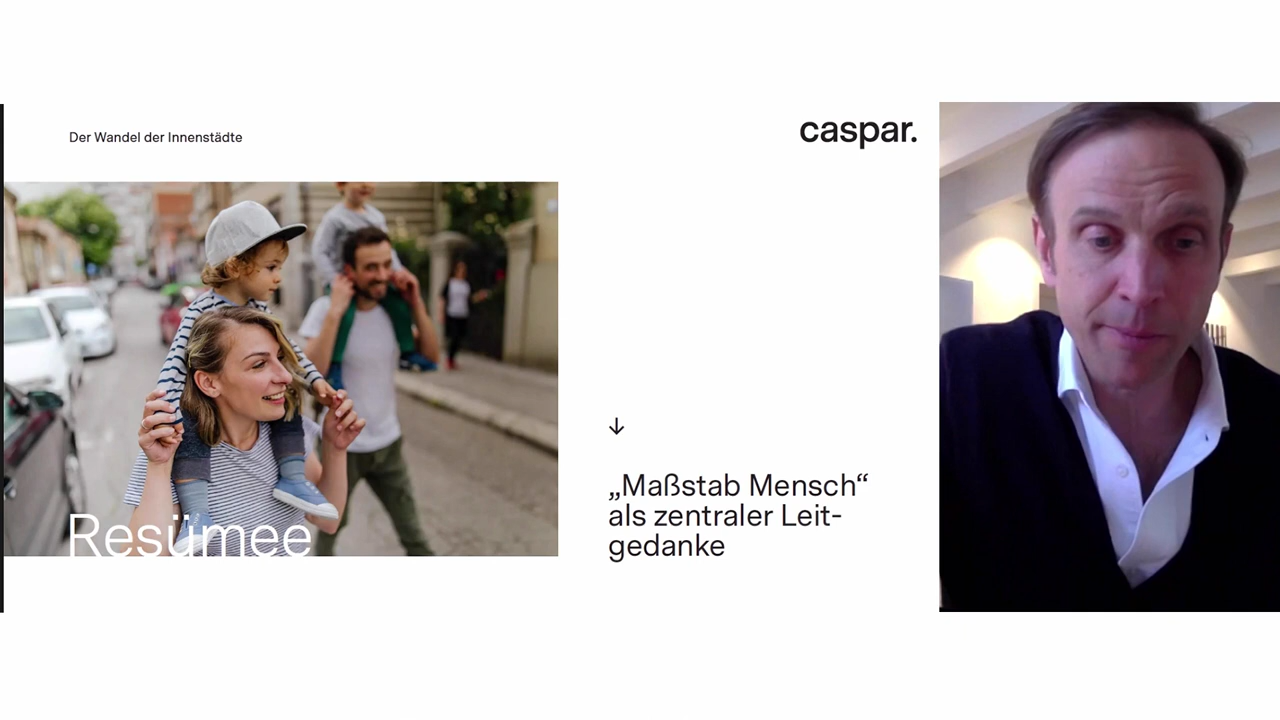 Der Wandel der Innenstädte
caspar.
Resümee
↓
„Maßstab Mensch“
als zentraler Leit-
gedanke